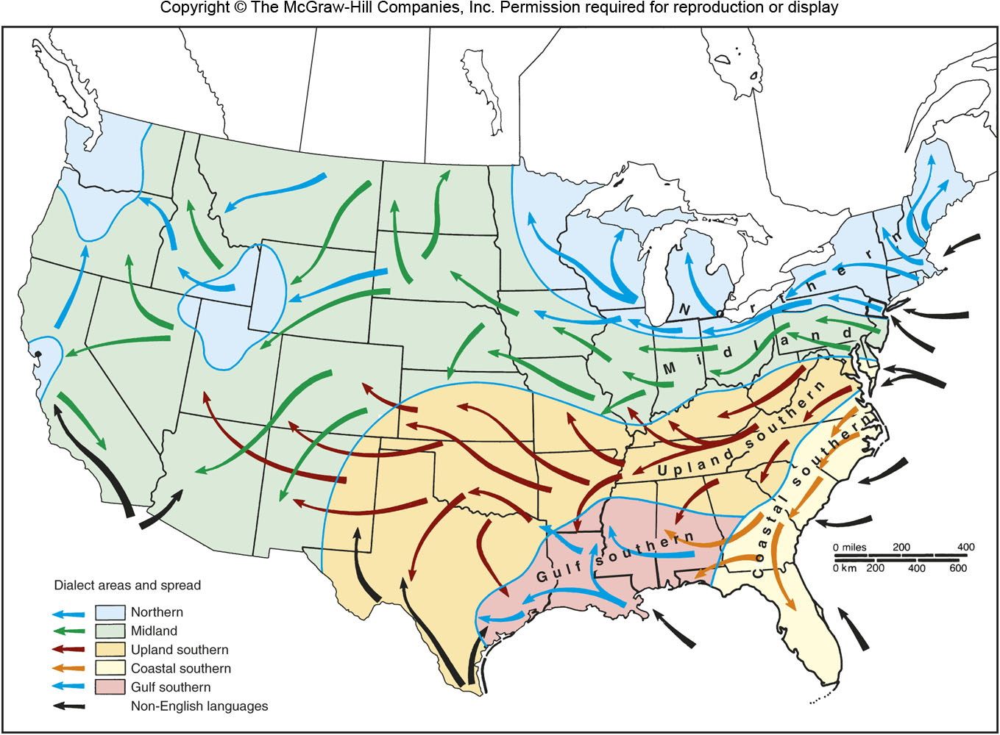 Copyright © The McGraw-Hill Companies, Inc. Permission required for reproduction or display
Northern
Midland
Upland southern
Coastal southern
Gulf southern
0 miles 200 400
0 km 200 400 600
Dialect areas and spread
Northern
Midland
Upland southern
Coastal southern
Gulf southern
Non-English languages